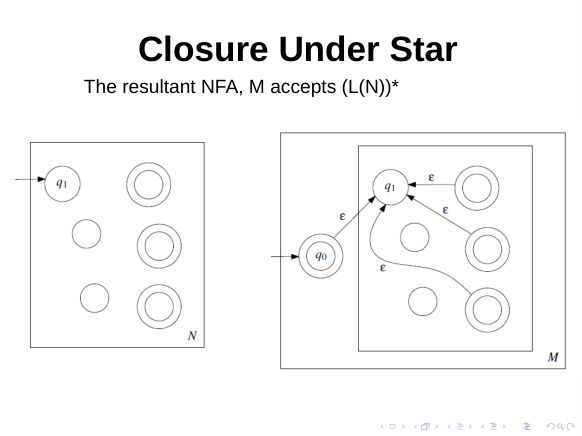 Closure Under Star
The resultant NFA, M accepts (L(N))*
q1
N
q1
ε
ε
ε
q0
ε
M